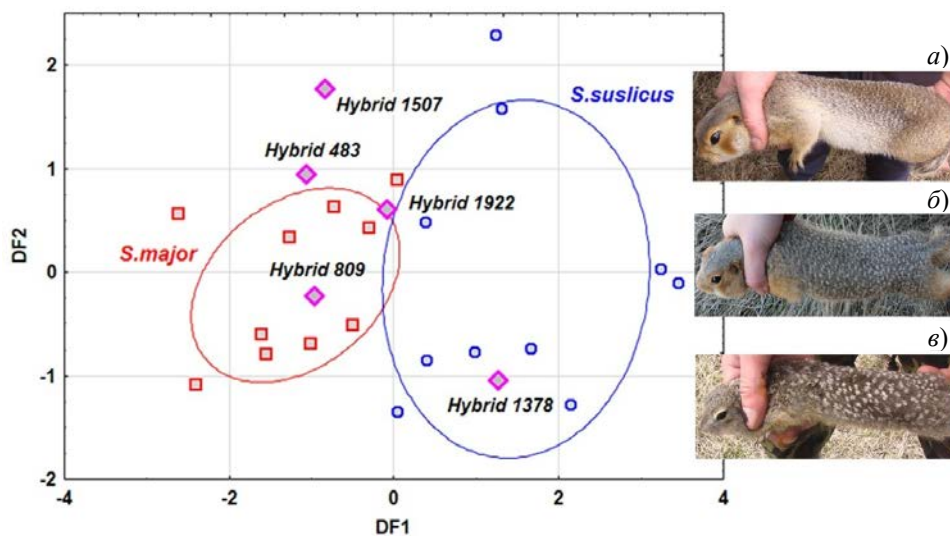 2
1
0
-1
-2
-4
-2
0
2
4
DF2
DF1
Hybrid 1507
Hybrid 483
Hybrid 1922
Hybrid 809
Hybrid 1378
S.major
S.suslicus
а)
б)
в)